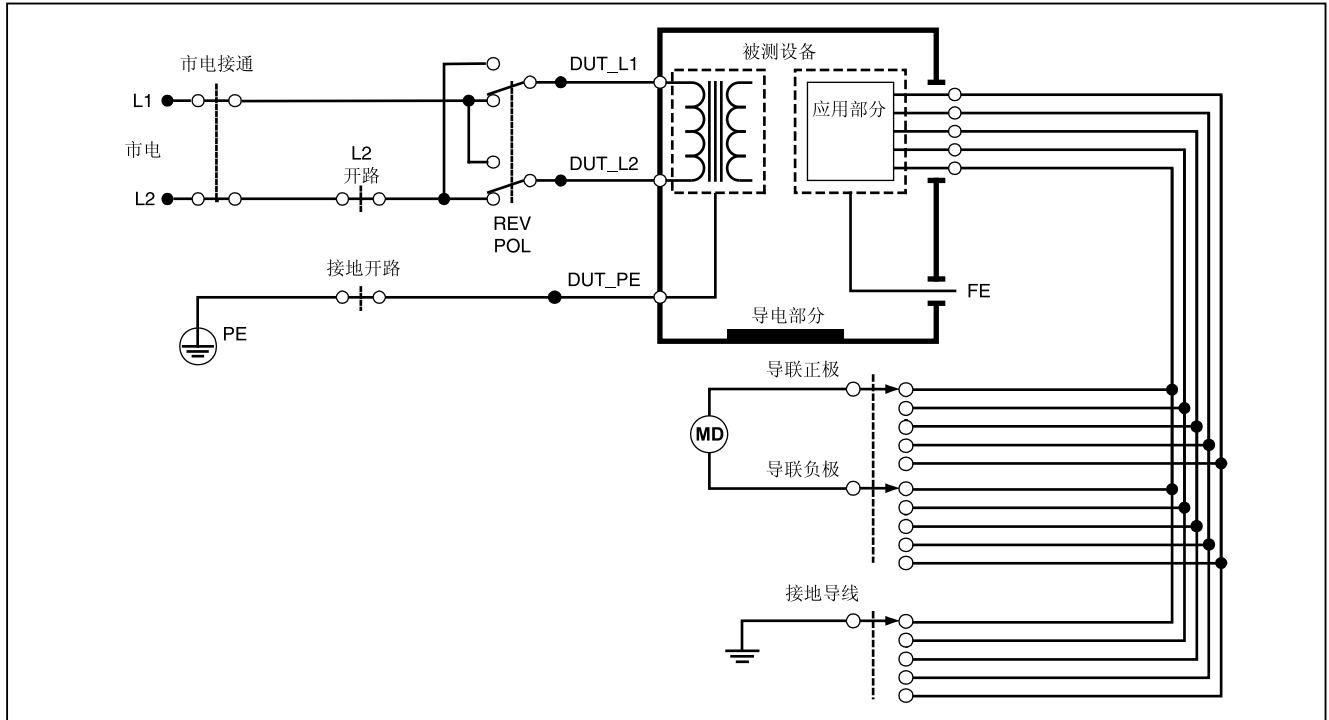 被测设备
市电接通
DUT_L1
L1
应用部分
市电
L2
开路
DUT_L2
L2
REV
POL
接地开路
DUT_PE
FE
PE
导电部分
导联正极
MD
导联负极
接地导线